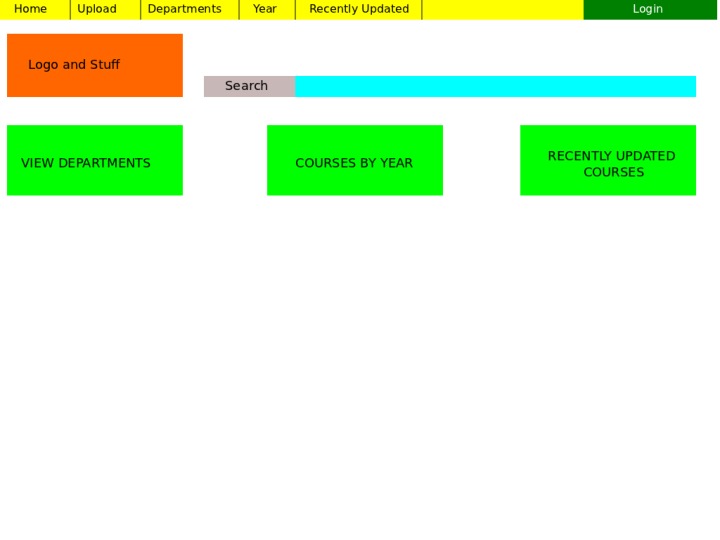 Home Upload Departments Year Recently Updated Login
Logo and Stuff
Search
VIEW DEPARTMENTS
COURSES BY YEAR
RECENTLY UPDATED
COURSES